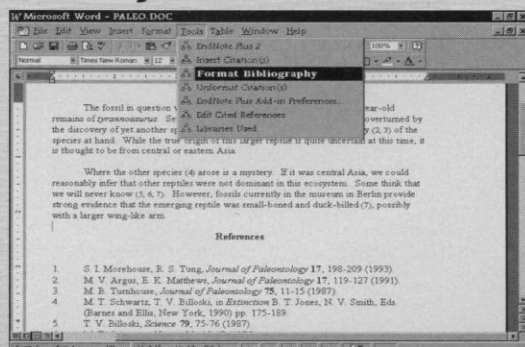 Microsoft Word - PALEO.DOC
File Edit View Insert Format Tools Table Window Help
100%
Normal Times New Roman 12
EndNote Plus 2
Insert Citation(s)
Format Bibliography
Unformat Citation(s)
EndNote Plus Add-in Preferences...
Edit Cited References
Libraries Used
The fossil in question ear-old
remains of tyrannosaurus. Se overturned by
the discovery of yet another sp y (2, 3) of the
species at hand. While the true origin of this larger reptile is quite uncertain at this time, it
is thought to be from central or eastern Asia.
Where the other species (4) arose is a mystery. If it was central Asia, we could
reasonably infer that other reptiles were not dominant in this ecosystem. Some think that
we will never know (5, 6, 7). However, fossils currently in the museum in Berlin provide
strong evidence that the emerging reptile was small-boned and duck-billed (7), possibly
with a larger wing-like arm.
References
1. S. I. Morehouse, R. S. Tung, Journal of Paleontology 17, 198-209 (1993).
2. M. V. Argus, E. K. Matthews, Journal of Paleontology 17, 119-127 (1991).
3. M. B. Turnhouse, Journal of Paleontology 75, 11-15 (1987).
4. M. T. Schwartz, T. V. Billoski, in Extinction B. T. Jones, N. V. Smith, Eds.
(Barnes and Ellis, New York, 1990) pp. 175-189.
5. T. V. Billoski, Science 79, 75-76 (1987).